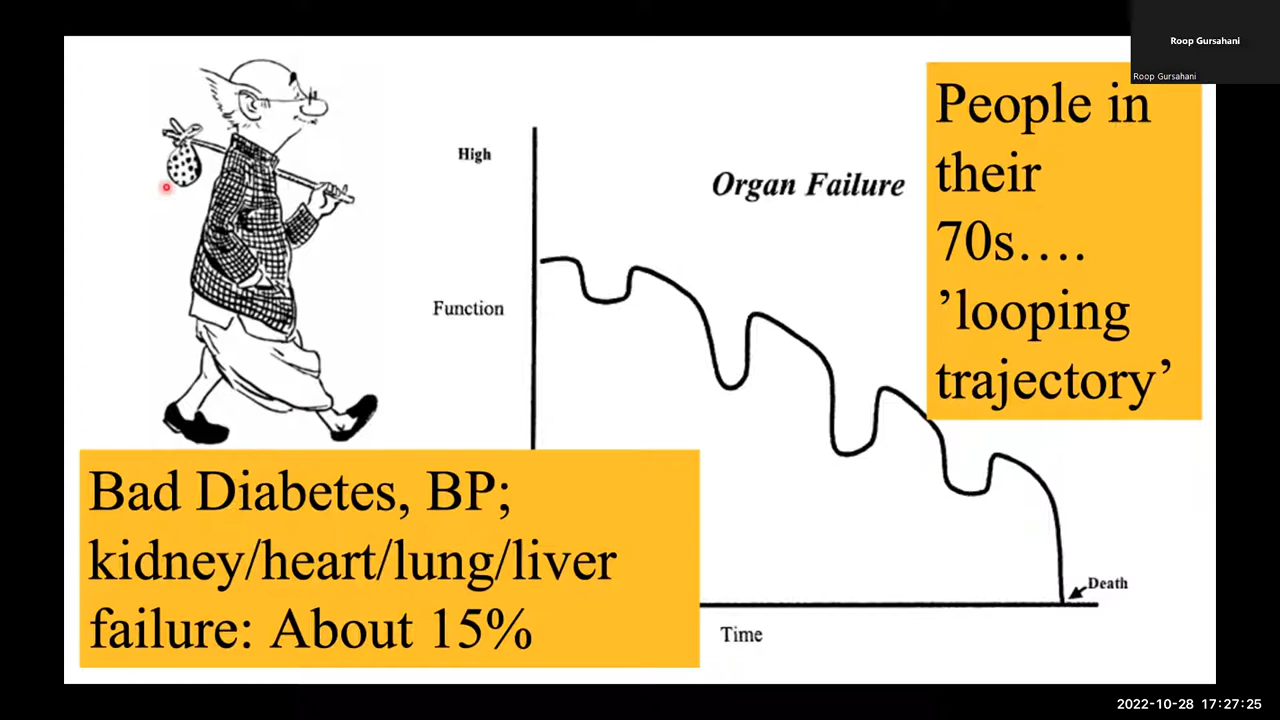 Roop Gursahani
Roop Gursahani
People in
their
70s....
’looping
trajectory’
High
Organ Failure
Function
Bad Diabetes, BP;
kidney/heart/lung/liver
failure: About 15%
Death
Time
2022-10-28 17:27:25